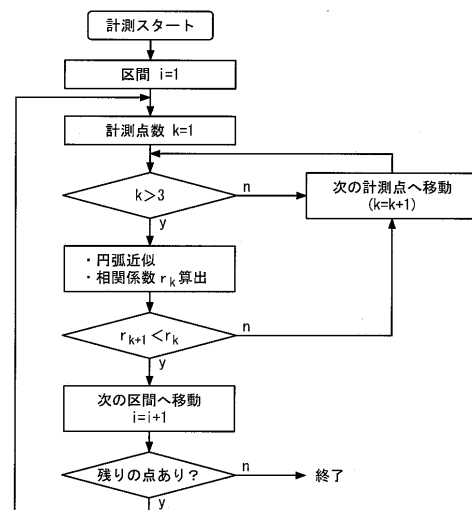 計測スタート
区間 i=1
計測点数 k=1
k>3
n
次の計測点へ移動
(k=k+1)
y
・円弧近似
・相関係数 rk 算出
rk+1<rk
n
y
次の区間へ移動
i=i+1
残りの点あり?
n
終了
y